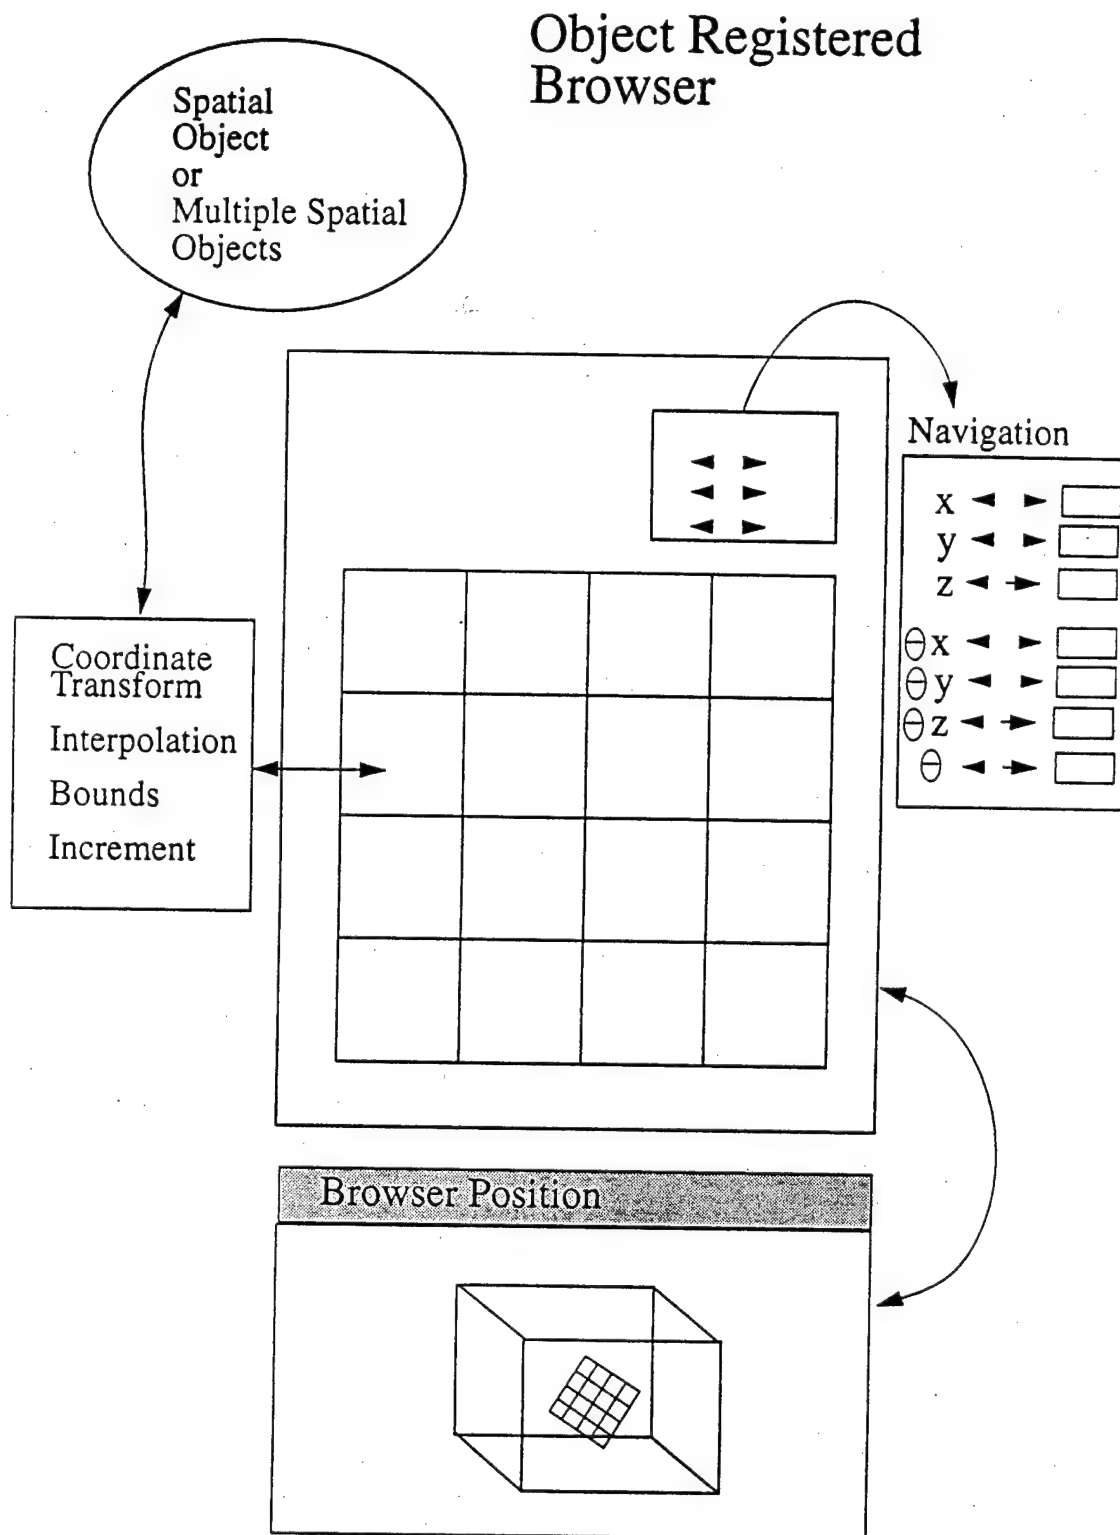 Object Registered
Browser
Spatial
Object
or
Multiple Spatial
Objects
Navigation
x
y
z
θx
θy
θz
θ
Coordinate
Transform
Interpolation
Bounds
Increment
Browser Position